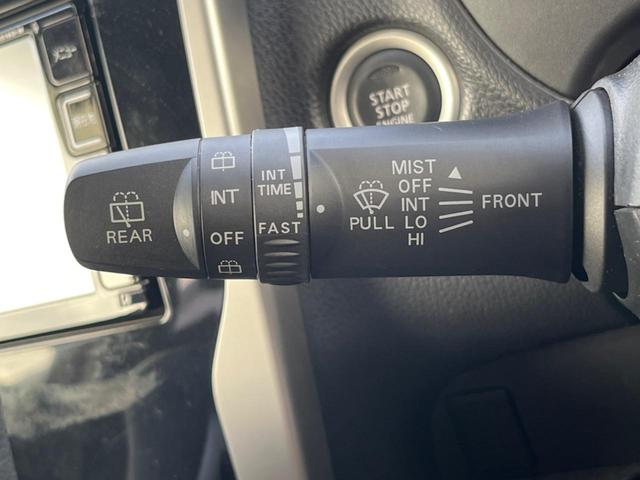 START
STOP
ENGINE
REAR
INT
OFF
INT
TIME
FAST
PULL
MIST
OFF
INT
LO
HI
FRONT